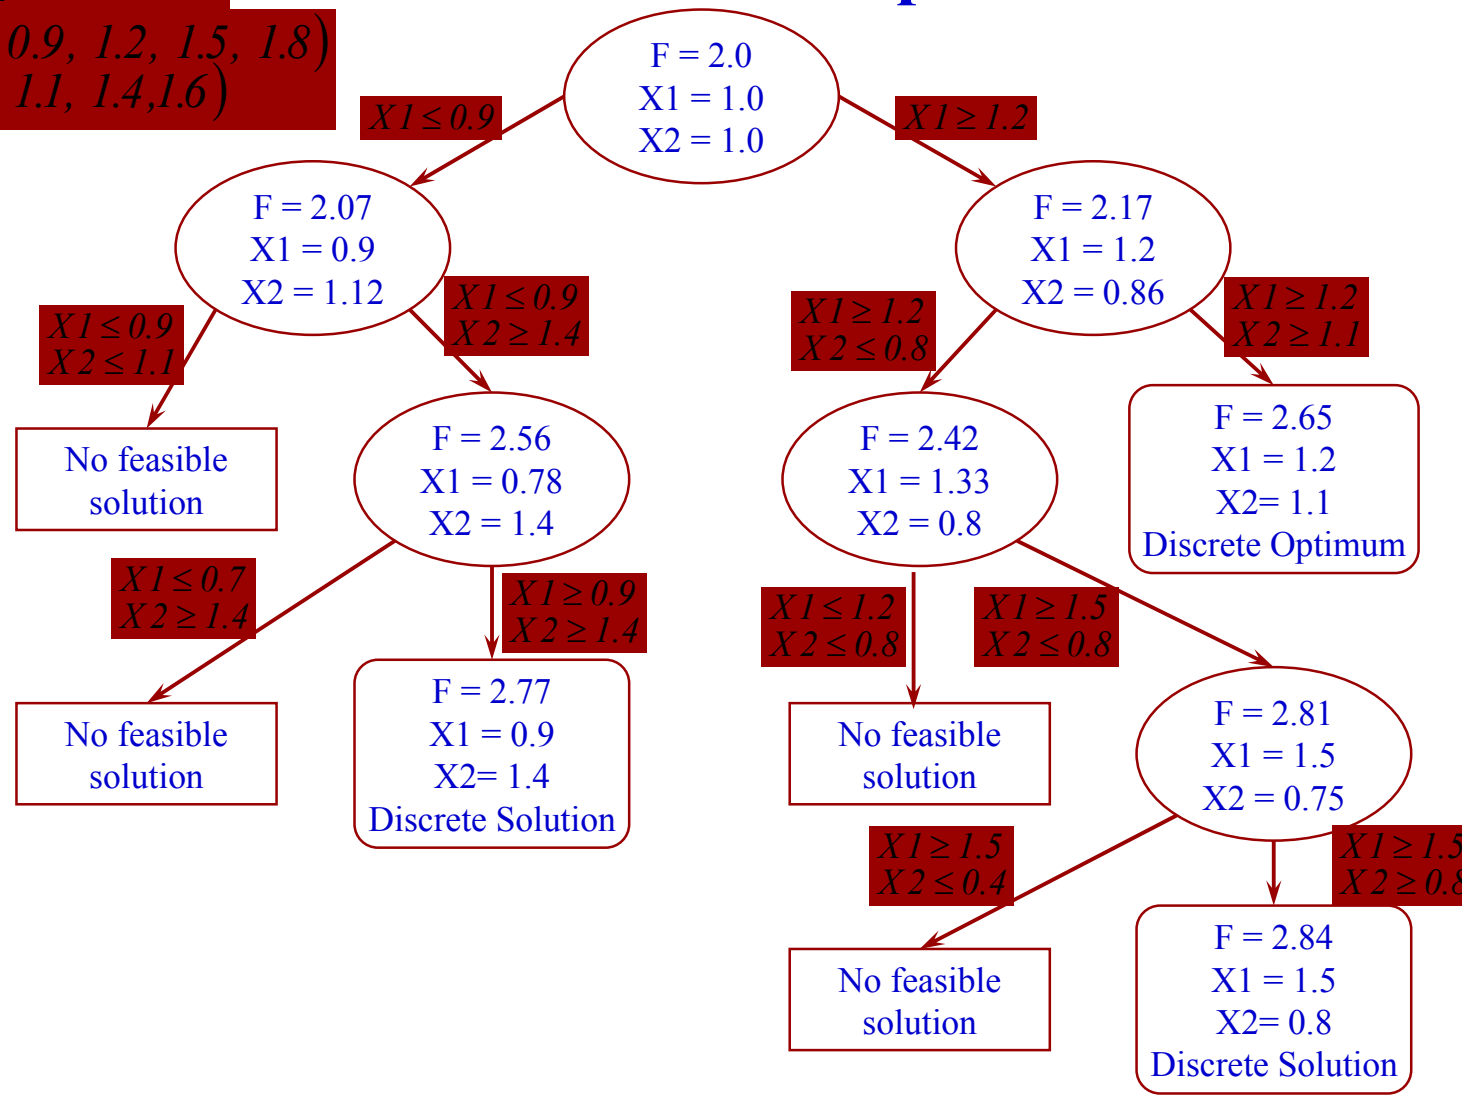 0.9, 1.2, 1.5, 1.8)
1.1, 1.4,1.6)
F = 2.0
X1 = 1.0
X2 = 1.0
X1 ≤ 0.9
X1 ≥ 1.2
F = 2.07
X1 = 0.9
X2 = 1.12
F = 2.17
X1 = 1.2
X2 = 0.86
X1 ≤ 0.9
X2 ≤ 1.1
X1 ≤ 0.9
X2 ≥ 1.4
X1 ≥ 1.2
X2 ≤ 0.8
X1 ≥ 1.2
X2 ≥ 1.1
No feasible
solution
F = 2.56
X1 = 0.78
X2 = 1.4
F = 2.42
X1 = 1.33
X2 = 0.8
F = 2.65
X1 = 1.2
X2= 1.1
Discrete Optimum
X1 ≤ 0.7
X2 ≥ 1.4
X1 ≥ 0.9
X2 ≥ 1.4
X1 ≤ 1.2
X2 ≤ 0.8
X1 ≥ 1.5
X2 ≤ 0.8
No feasible
solution
F = 2.77
X1 = 0.9
X2= 1.4
Discrete Solution
No feasible
solution
F = 2.81
X1 = 1.5
X2 = 0.75
X1 ≥ 1.5
X2 ≤ 0.4
X1 ≥ 1.5
X2 ≥ 0.8
No feasible
solution
F = 2.84
X1 = 1.5
X2= 0.8
Discrete Solution